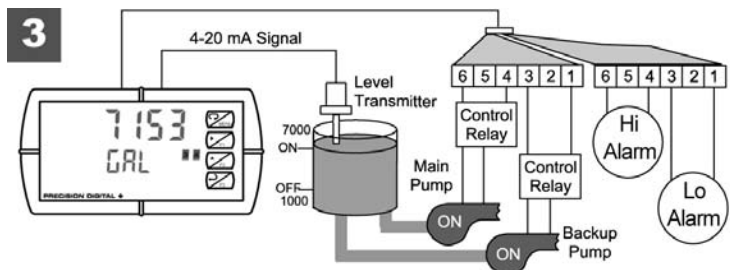 3
4-20 mA Signal
7153
GAL
PRECISION DIGITAL
Level
Transmitter
7000
ON
OFF
1000
6 5 4 3 2 1
6 5 4 3 2 1
Control
Relay
Control
Relay
Hi
Alarm
Lo
Alarm
Main
Pump
ON
ON
Backup
Pump